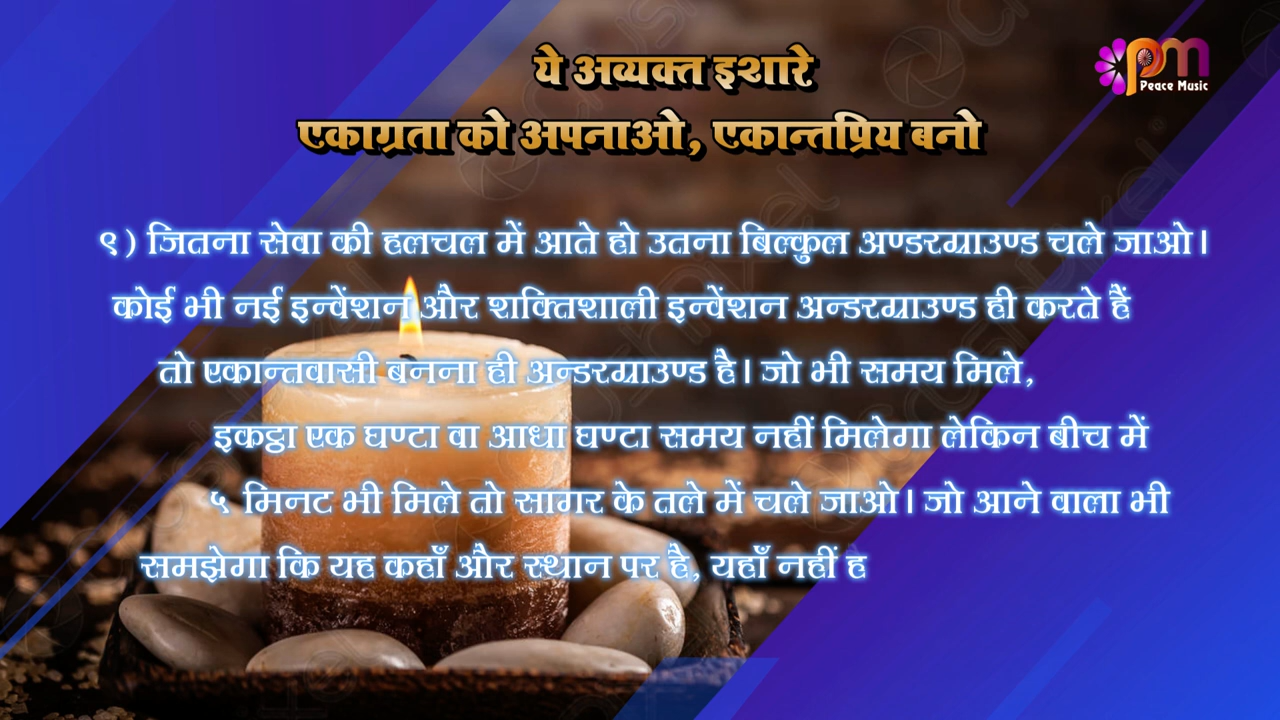 ये अव्यक्त इशारे
एकाग्रता को अपनाओ, एकान्तप्रिय बनो
pm
Peace Music
९) जितना सेवा की हलचल में आते हो उतना बिल्कुल अण्डरग्राउण्ड चले जाओ।
कोई भी नई इन्वेंशन और शक्तिशाली इन्वेंशन अन्डरग्राउण्ड ही करते हैं
तो एकान्तवासी बनना ही अन्डरग्राउण्ड है। जो भी समय मिले,
इकट्ठा एक घण्टा वा आधा घण्टा समय नहीं मिलेगा लेकिन बीच में
५ मिनट भी मिले तो सागर के तले में चले जाओ। जो आने वाला भी
समझेगा कि यह कहाँ और स्थान पर है, यहाँ नहीं ह